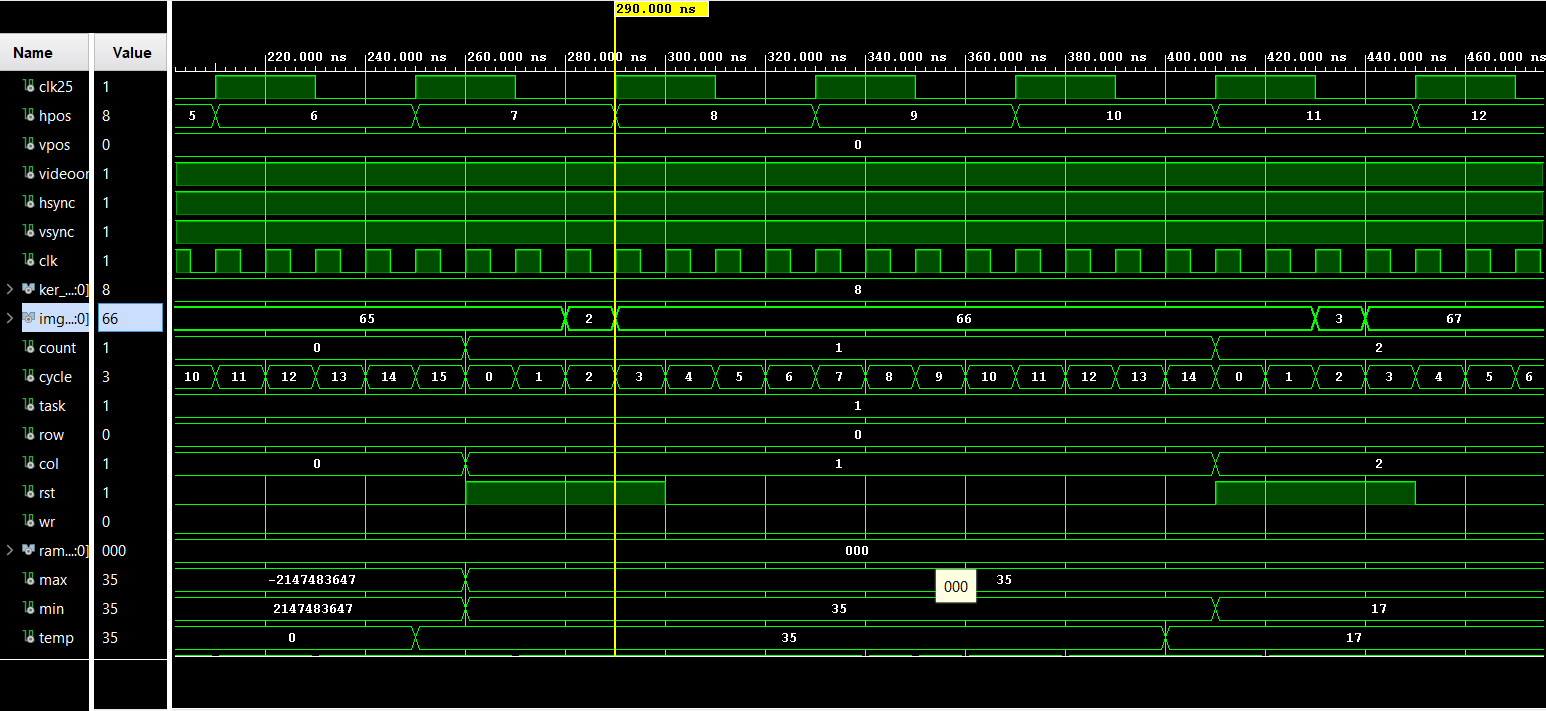 290.000 ns
Name Value
220.000 ns 240.000 ns 260.000 ns 280.000 ns 300.000 ns 320.000 ns 340.000 ns 360.000 ns 380.000 ns 400.000 ns 420.000 ns 440.000 ns 460.000 ns
clk25 1
hpos 8 5 6 7 8 9 10 11 12
vpos 0 0
videoor 1
hsync 1
vsync 1
clk 1
ker_...:0] 8 8
img...:0] 66 65 2 66 3 67
count 1 0 1 2
cycle 3 10 11 12 13 14 15 0 1 2 3 4 5 6 7 8 9 10 11 12 13 14 0 1 2 3 4 5 6
task 1 1
row 0 0
col 1 0 1 2
rst 1
wr 0
ram...:0] 000 000
max 35 -2147483647 35
000
min 35 2147483647 35 17
temp 35 0 35 17